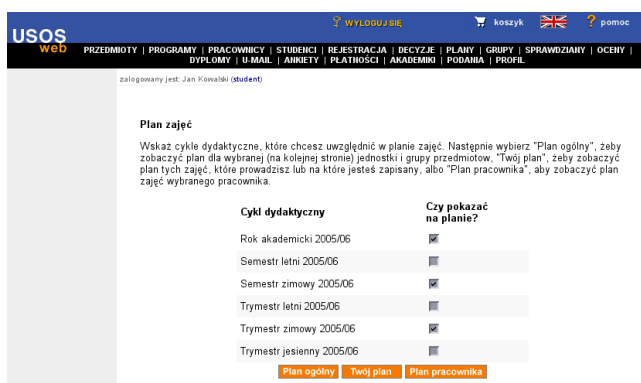 WYLOGUJ SIĘ koszyk pomoc
USOS
web
PRZEDMIOTY | PROGRAMY | PRACOWNICY | STUDENCI | REJESTRACJA | DECYZJE | PLANY | GRUPY | SPRAWDZIANY | OCENY |
DYPLOMY | U-MAIL | ANKIETY | PŁATNOŚCI | AKADEMIKI | PODANIA | PROFIL
zalogowany jest: Jan Kowalski (student)
Plan zajęć
Wskaż cykle dydaktyczne, które chcesz uwzględnić w planie zajęć. Następnie wybierz "Plan ogólny", żeby
zobaczyć plan dla wybranej (na kolejnej stronie) jednostki i grupy przedmiotów, "Twój plan", żeby zobaczyć
plan tych zajęć, które prowadzisz lub na które jesteś zapisany, albo "Plan pracownika", aby zobaczyć plan
zajęć wybranego pracownika.
Cykl dydaktyczny Czy pokazać
na planie?
Rok akademicki 2005/06
Semestr letni 2005/06
Semestr zimowy 2005/06
Trymestr letni 2005/06
Trymestr zimowy 2005/06
Trymestr jesienny 2005/06
Plan ogólny Twój plan Plan pracownika